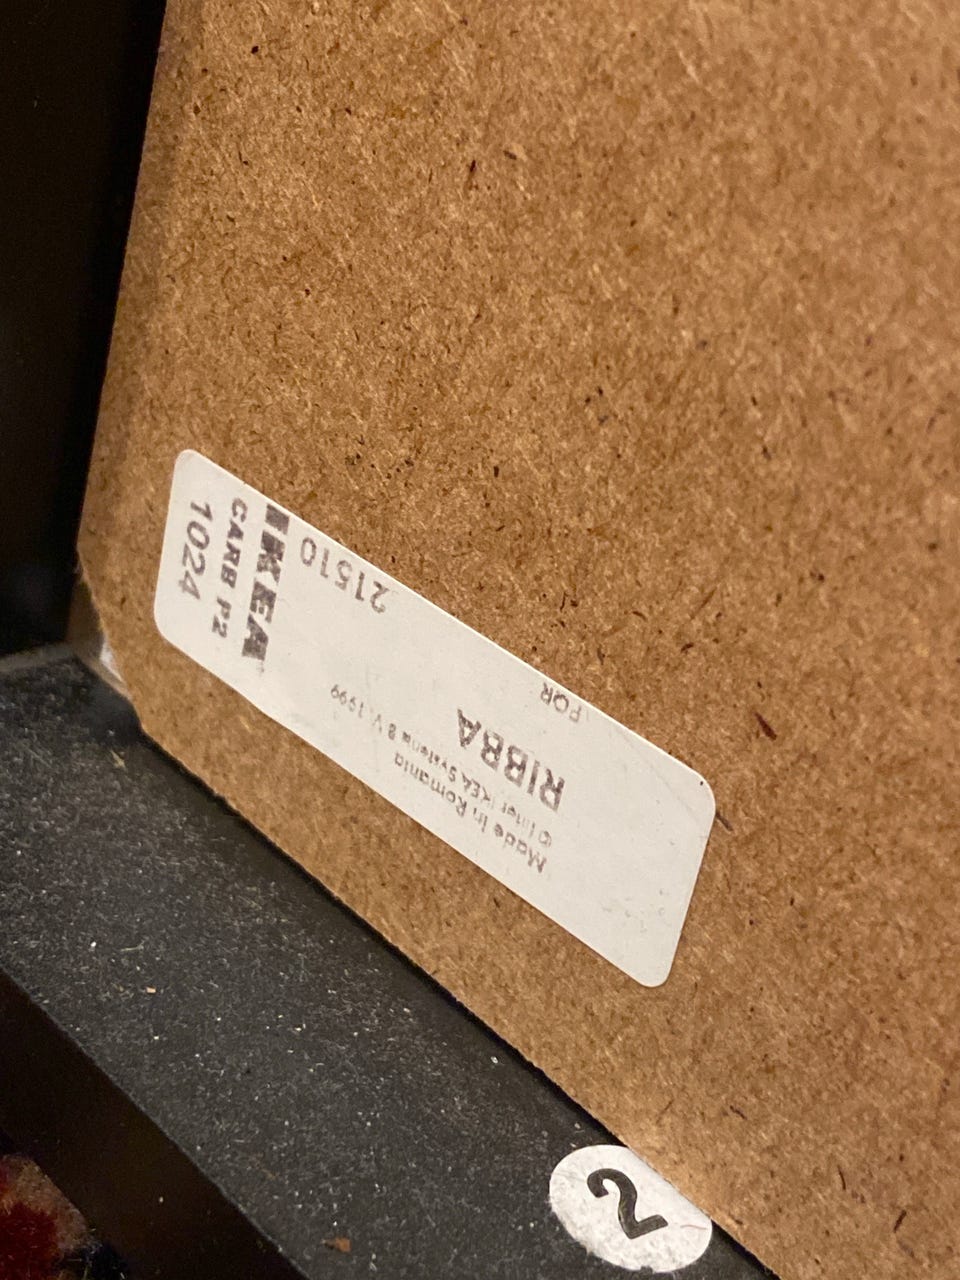 21510
FOR
RIBBA
© Inter IKEA Systems B.V. 1999
Made in Romania
IKEA
CARB P2
1024
2